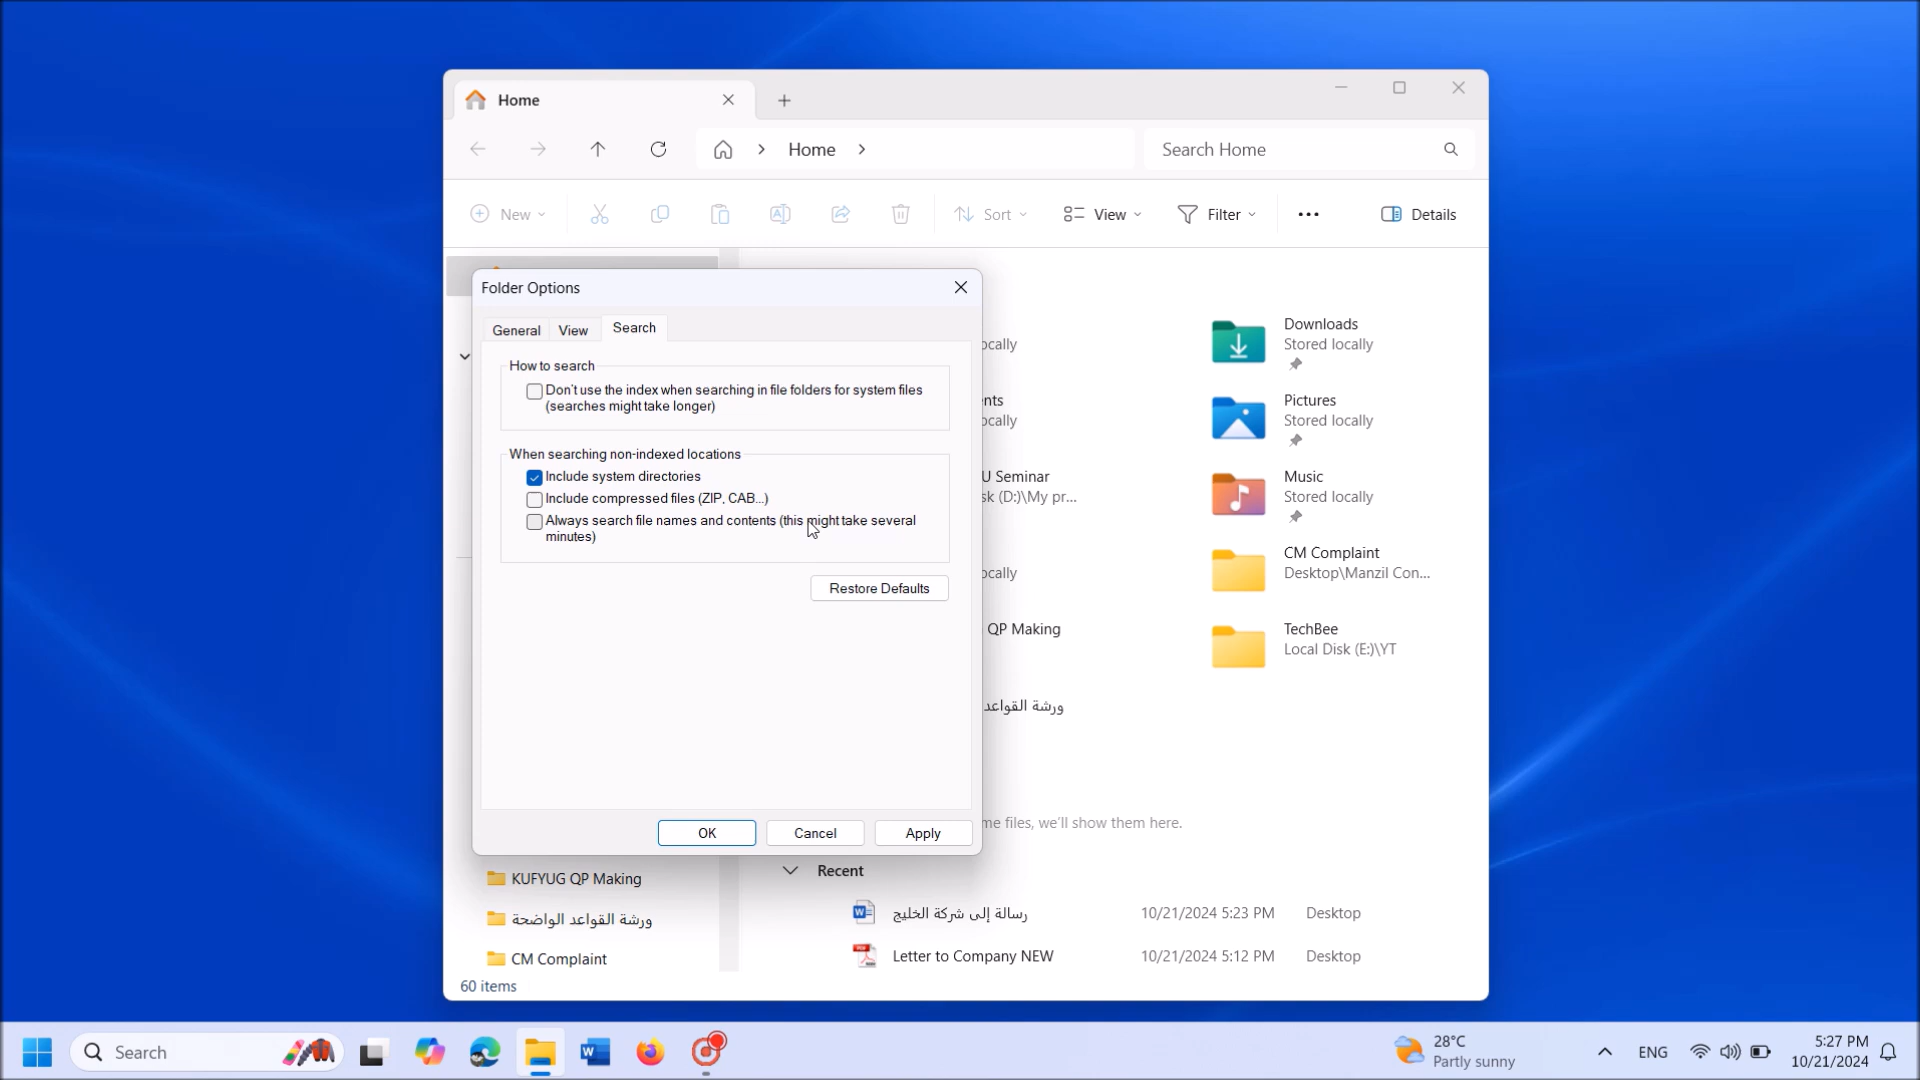 Home
Home
Search Home
New
Sort
View
Filter
Details
Folder Options
General
View
Search
How to search
Don't use the index when searching in file folders for system files
(searches might take longer)
When searching non-indexed locations
Include system directories
Include compressed files (ZIP, CAB...)
Always search file names and contents (this might take several
minutes)
Restore Defaults
OK
Cancel
Apply
Downloads
Stored locally
Pictures
Stored locally
U Seminar
sk (D:)\My pr...
Music
Stored locally
CM Complaint
Desktop\Manzil Con...
QP Making
TechBee
Local Disk (E:)\YT
ورشة القواعد
me files, we'll show them here.
Recent
KUFYUG QP Making
ورشة القواعد الواضحة
CM Complaint
رسالة إلى شركة الخليج
10/21/2024 5:23 PM
Desktop
Letter to Company NEW
10/21/2024 5:12 PM
Desktop
60 items
Search
28°C
Partly sunny
ENG
5:27 PM
10/21/2024